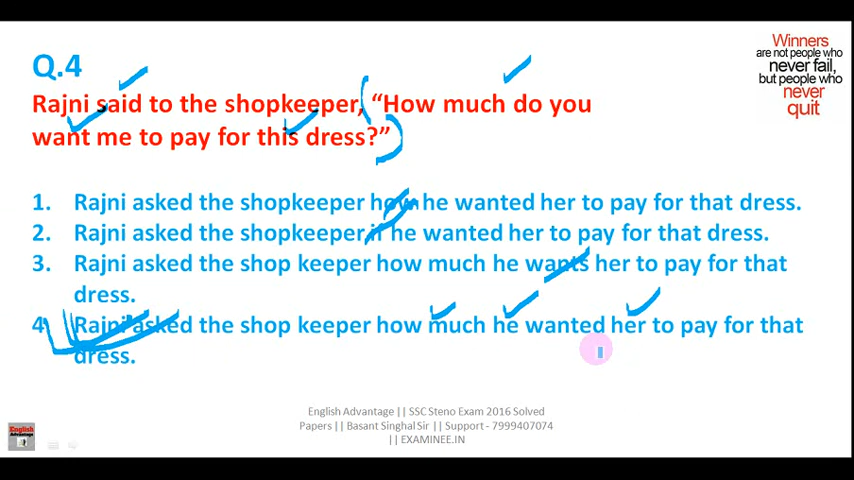 Winners
are not people who
never fail,
but people who
never
quit
Q.4
Rajni said to the shopkeeper, “How much do you
want me to pay for this dress?”
1. Rajni asked the shopkeeper how he wanted her to pay for that dress.
2. Rajni asked the shopkeeper if he wanted her to pay for that dress.
3. Rajni asked the shop keeper how much he wants her to pay for that
dress.
4. Rajni asked the shop keeper how much he wanted her to pay for that
dress.
English Advantage || SSC Steno Exam 2016 Solved
Papers || Basant Singhal Sir || Support - 7999407074
|| EXAMINEE.IN
English
Advantage